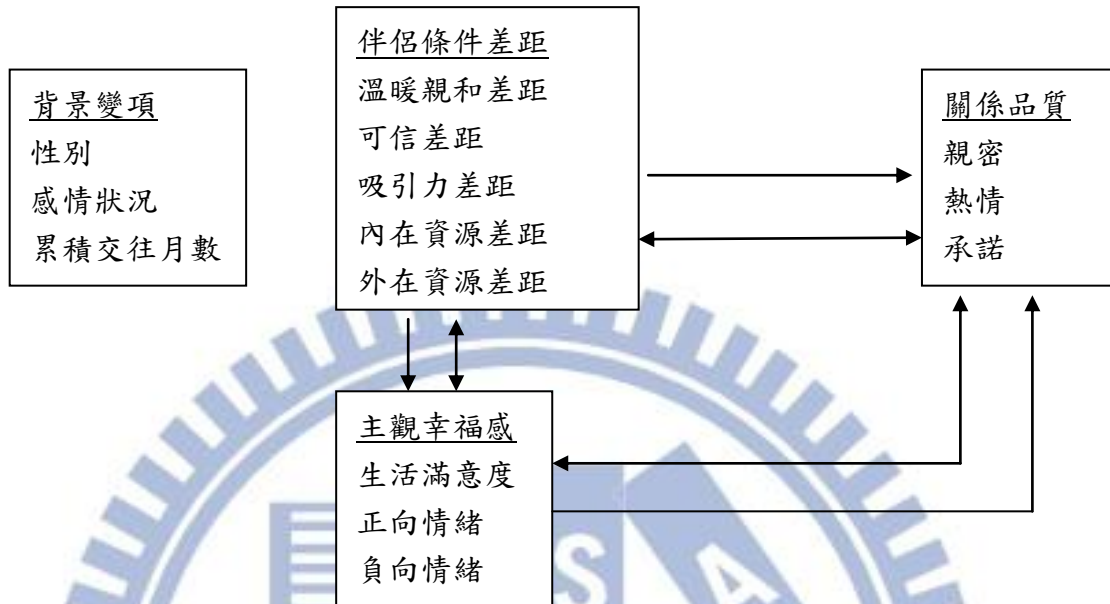 背景變項
性別
感情狀況
累積交往月數
伴侶條件差距
溫暖親和差距
可信差距
吸引力差距
內在資源差距
外在資源差距
關係品質
親密
熱情
承諾
主觀幸福感
生活滿意度
正向情緒
負向情緒
S
A